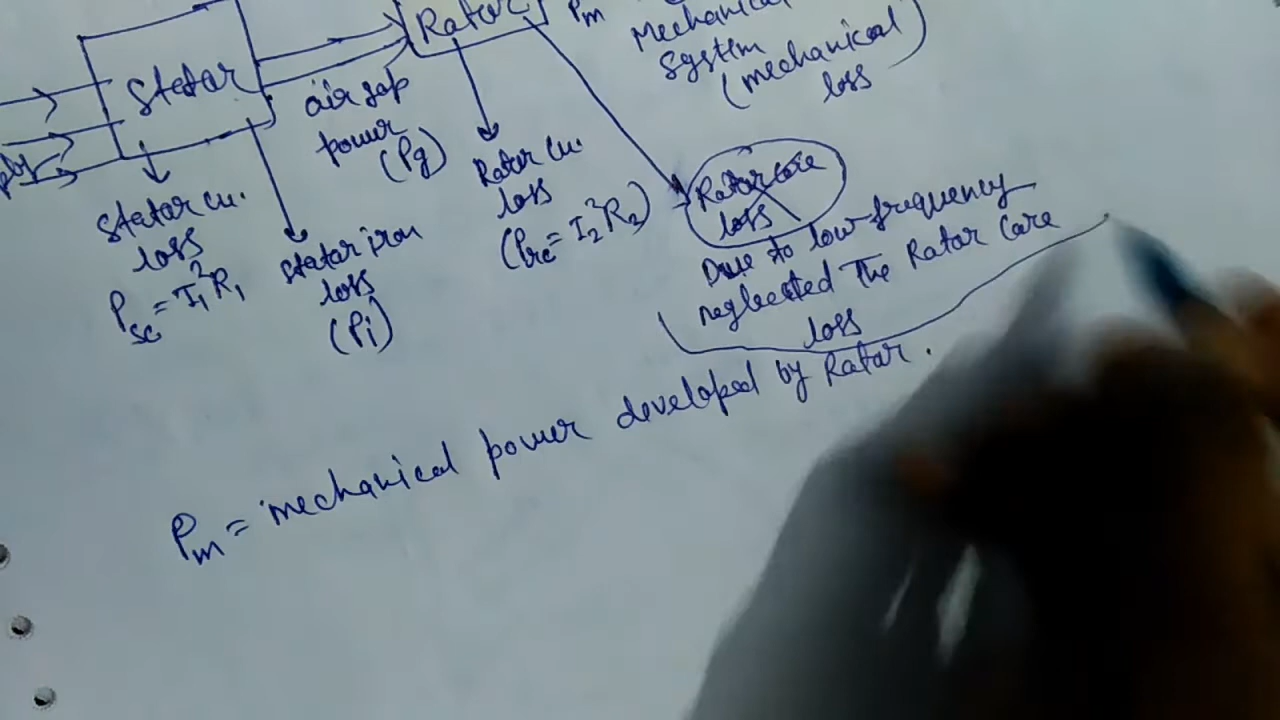 Rotor
Pm
Mechanical
System
(mechanical
loss
Stator
air gap
power
(Pg)
Stator cu.
loss
P_sc = I₁²R₁
Stator iron
loss
(Pi)
Rotor cu.
loss
(Prc = I₂²R₂)
Rotor core
loss
Due to low frequency
neglected The Rotor Core
loss
Pm = mechanical power developed by Rotor.